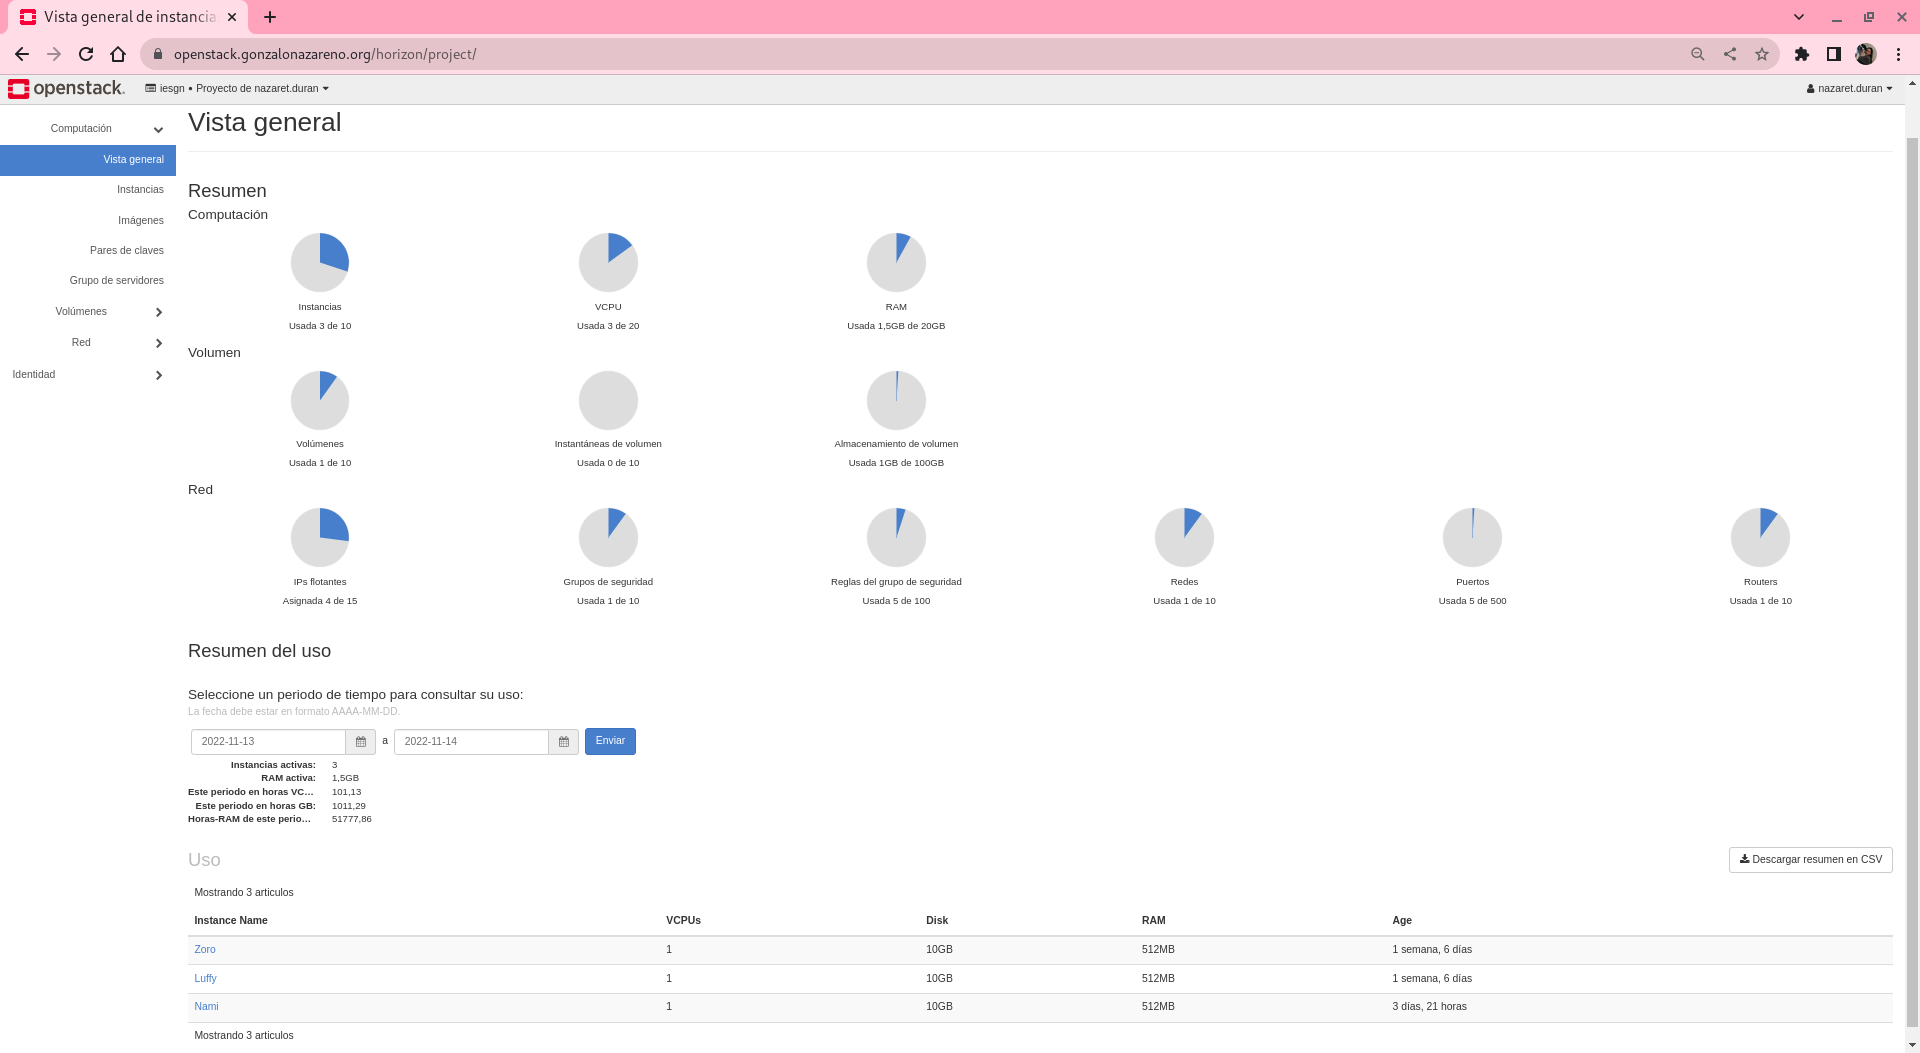 Vista general de instancia
openstack.gonzalonazareno.org/horizon/project/
openstack.
iesgn • Proyecto de nazaret.duran
nazaret.duran
Computación
Vista general
Instancias
Imágenes
Pares de claves
Grupo de servidores
Volúmenes
Red
Identidad
Vista general
Resumen
Computación
Instancias
Usada 3 de 10
VCPU
Usada 3 de 20
RAM
Usada 1,5GB de 20GB
Volumen
Volúmenes
Usada 1 de 10
Instantáneas de volumen
Usada 0 de 10
Almacenamiento de volumen
Usada 1GB de 100GB
Red
IPs flotantes
Asignada 4 de 15
Grupos de seguridad
Usada 1 de 10
Reglas del grupo de seguridad
Usada 5 de 100
Redes
Usada 1 de 10
Puertos
Usada 5 de 500
Routers
Usada 1 de 10
Resumen del uso
Seleccione un periodo de tiempo para consultar su uso:
La fecha debe estar en formato AAAA-MM-DD.
2022-11-13 a 2022-11-14 Enviar
Instancias activas: 3
RAM activa: 1,5GB
Este periodo en horas VC... 101,13
Este periodo en horas GB: 1011,29
Horas-RAM de este perio... 51777,86
Uso
Descargar resumen en CSV
Mostrando 3 articulos
Instance Name VCPUs Disk RAM Age
Zoro 1 10GB 512MB 1 semana, 6 días
Luffy 1 10GB 512MB 1 semana, 6 días
Nami 1 10GB 512MB 3 días, 21 horas
Mostrando 3 articulos